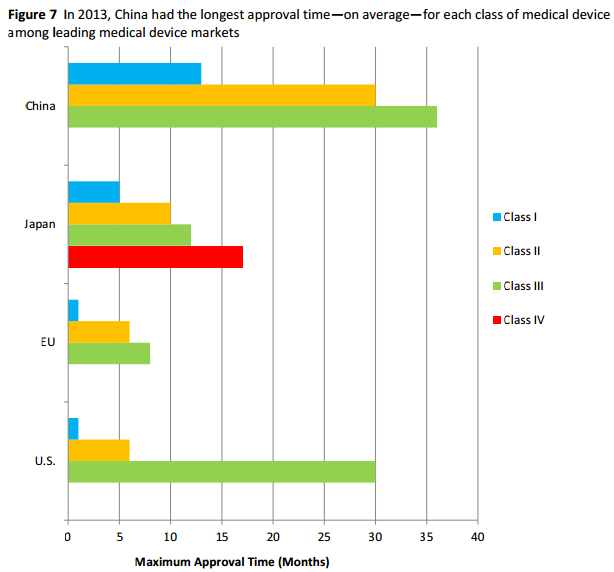 Figure 7 In 2013, China had the longest approval time—on average—for each class of medical device
among leading medical device markets
China
Japan
EU
U.S.
Class I
Class II
Class III
Class IV
0 5 10 15 20 25 30 35 40
Maximum Approval Time (Months)